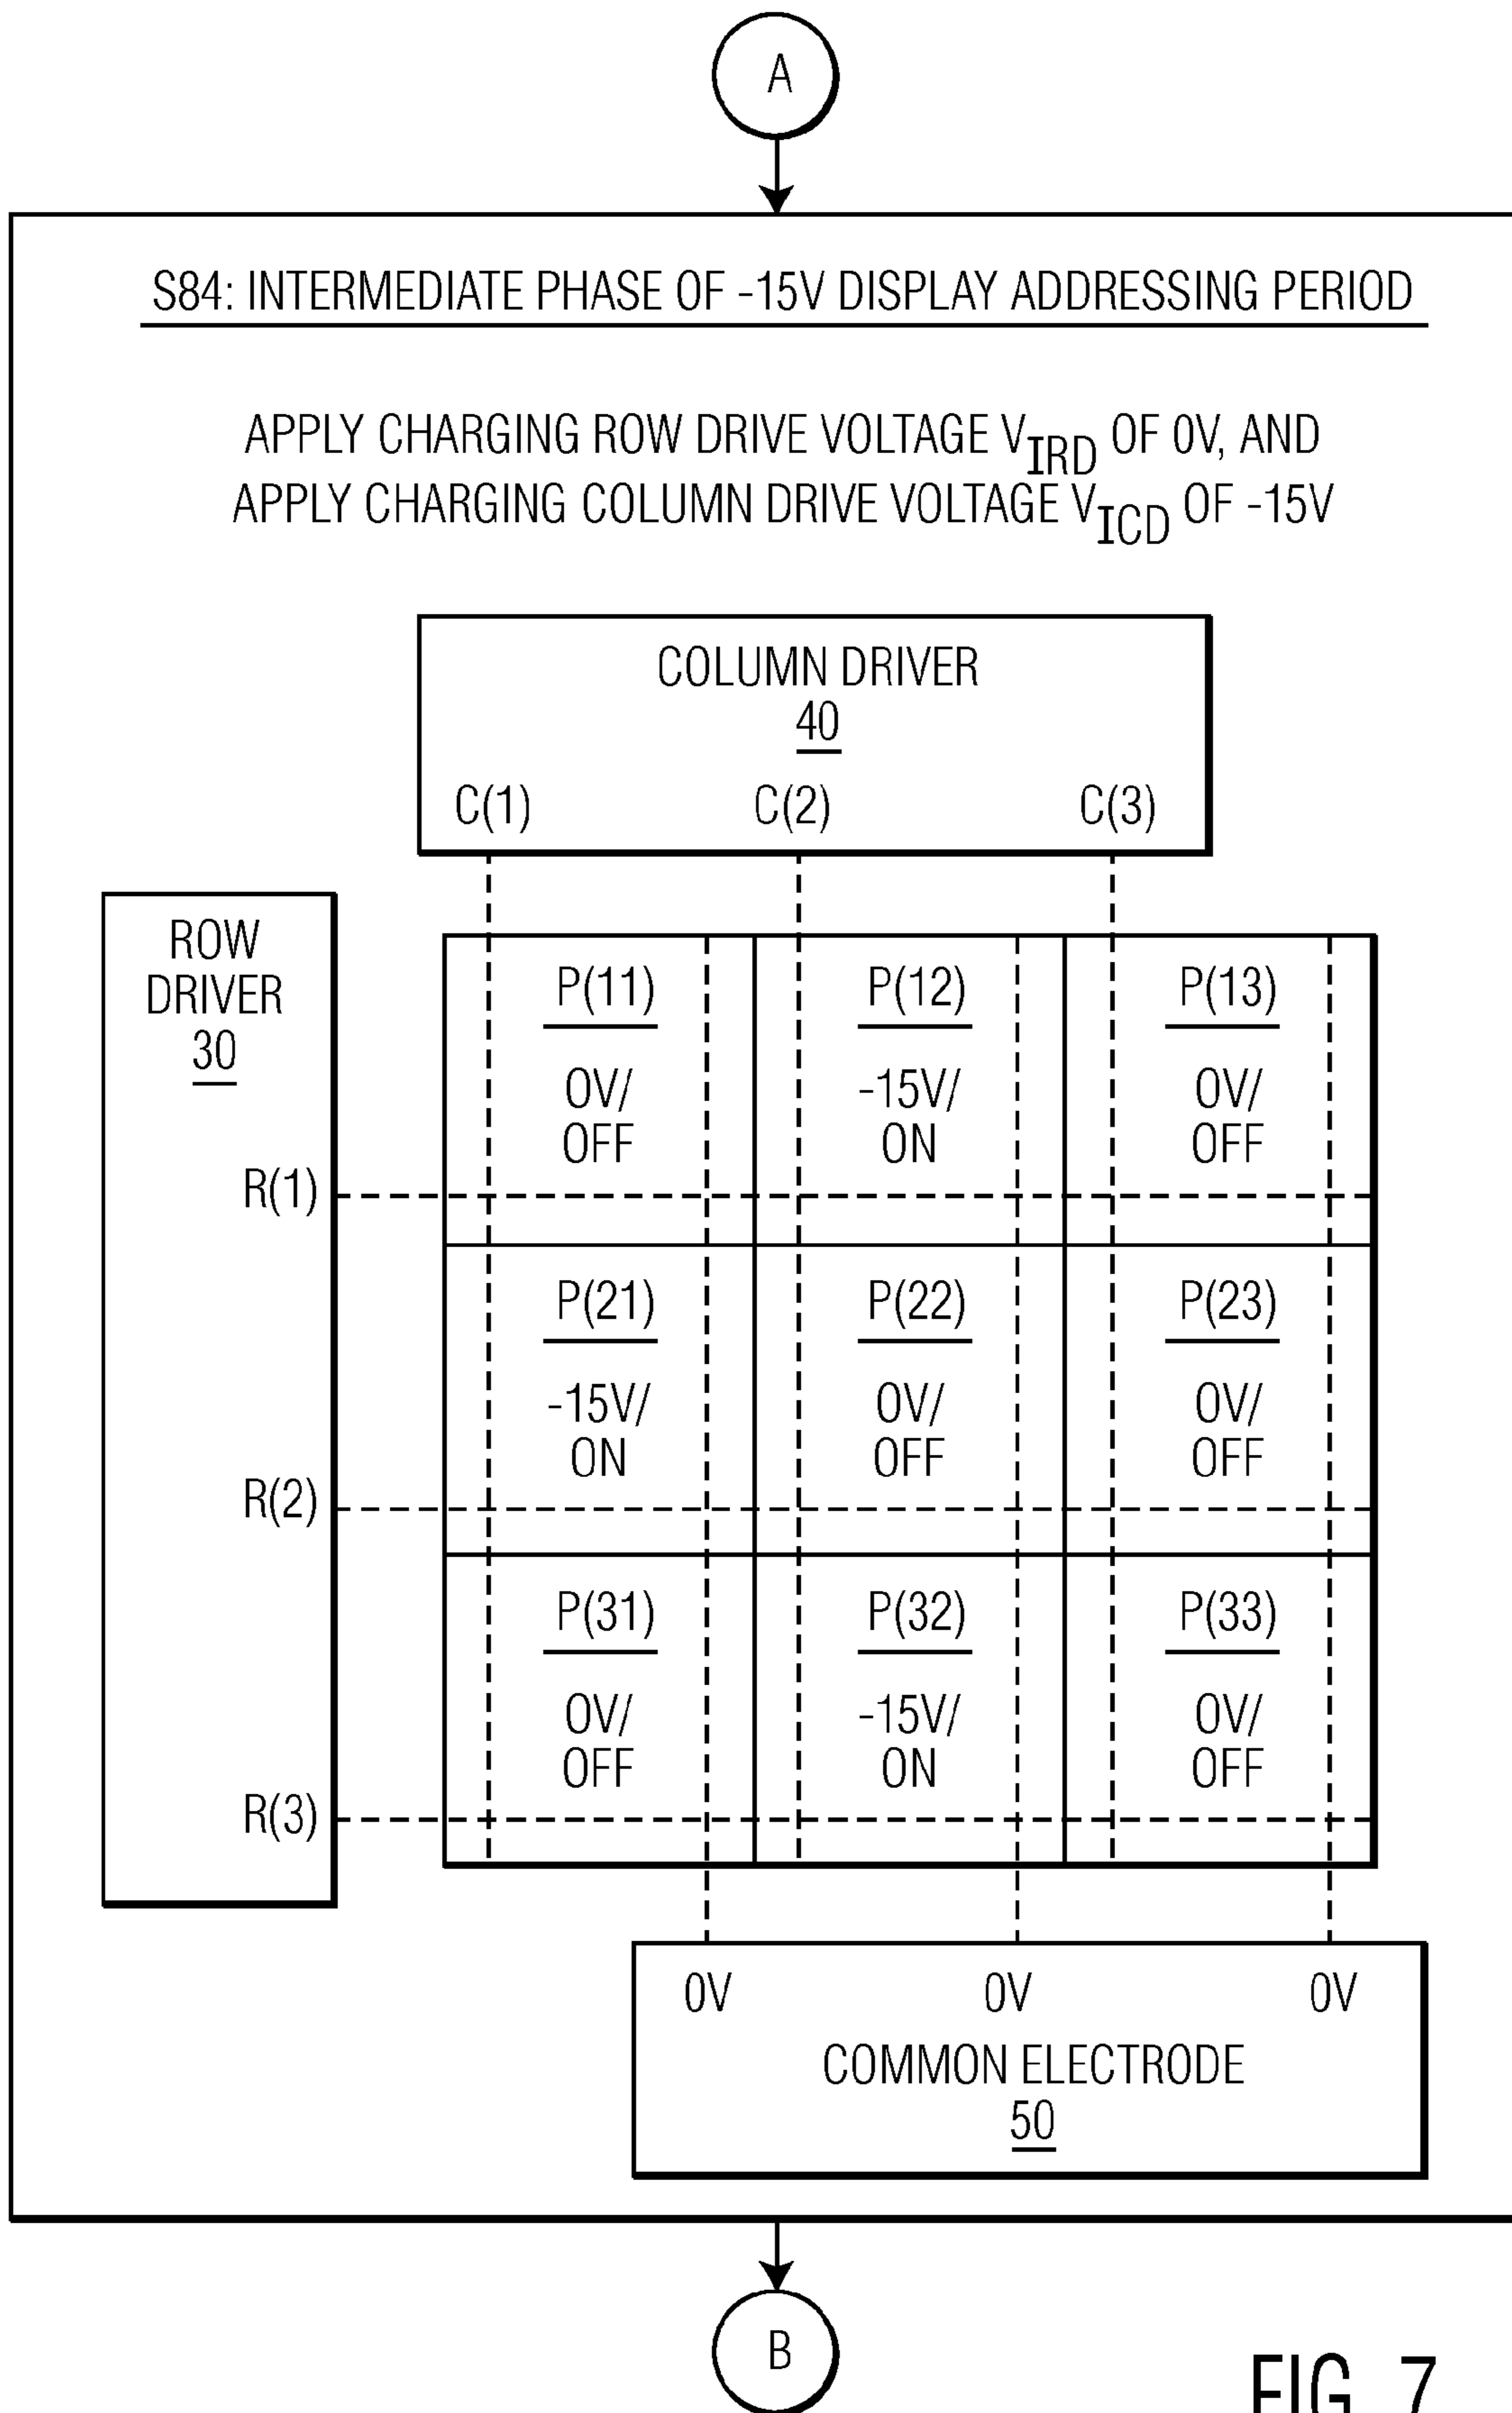 A
S84: INTERMEDIATE PHASE OF -15V DISPLAY ADDRESSING PERIOD
APPLY CHARGING ROW DRIVE VOLTAGE VIRD OF 0V, AND
APPLY CHARGING COLUMN DRIVE VOLTAGE VICD OF -15V
COLUMN DRIVER
40
C(1) C(2) C(3)
ROW
DRIVER
30
P(11) P(12) P(13)
0V/ -15V/ 0V/
OFF ON OFF
R(1)
P(21) P(22) P(23)
-15V/ 0V/ 0V/
ON OFF OFF
R(2)
P(31) P(32) P(33)
0V/ -15V/ 0V/
OFF ON OFF
R(3)
0V 0V 0V
COMMON ELECTRODE
50
B
FIG. 7